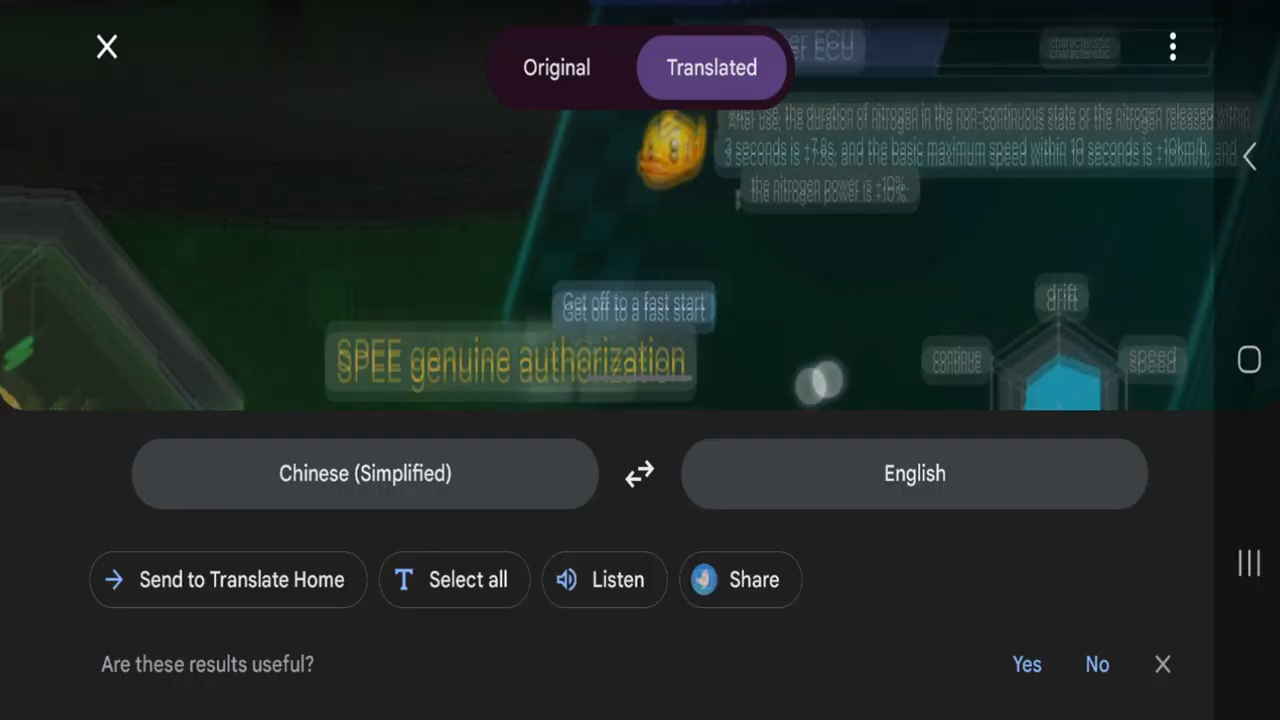 Original
Translated
er ECU
characteristic
After use, the duration of nitrogen in the non-continuous state or the nitrogen released within
3 seconds is +7.8s, and the basic maximum speed within 10 seconds is +10km/h, and
the nitrogen power is +10%.
Get off to a fast start
drift
SPEE genuine authorization
continue
speed
Chinese (Simplified)
English
Send to Translate Home
Select all
Listen
Share
Are these results useful?
Yes
No